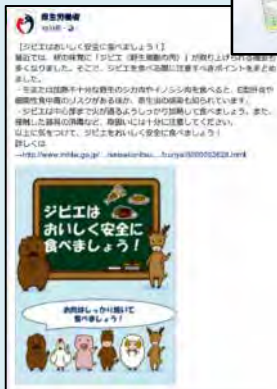 厚生労働省
【ジビエはおいしく安全に食べましょう！】
最近では、秋の味覚に「ジビエ（野生鳥獣の肉）」が取り上げられる機会も
多くなりました。そこで、ジビエを食べる際に注意すべきポイントをまとめ
ました。
・生または加熱不十分な野生のシカ肉やイノシシ肉を食べると、E型肝炎や
細菌性食中毒のリスクがあるほか、寄生虫の感染も知られています。
・ジビエは中心部まで火が通るようしっかり加熱して食べましょう。また、
接触した器具の消毒など、取扱いには十分に注意してください。
以上に気をつけて、ジビエをおいしく安全に食べましょう！
詳しくは
ジビエは
おいしく安全に
食べましょう！
お肉はしっかり焼いて
食べましょう！